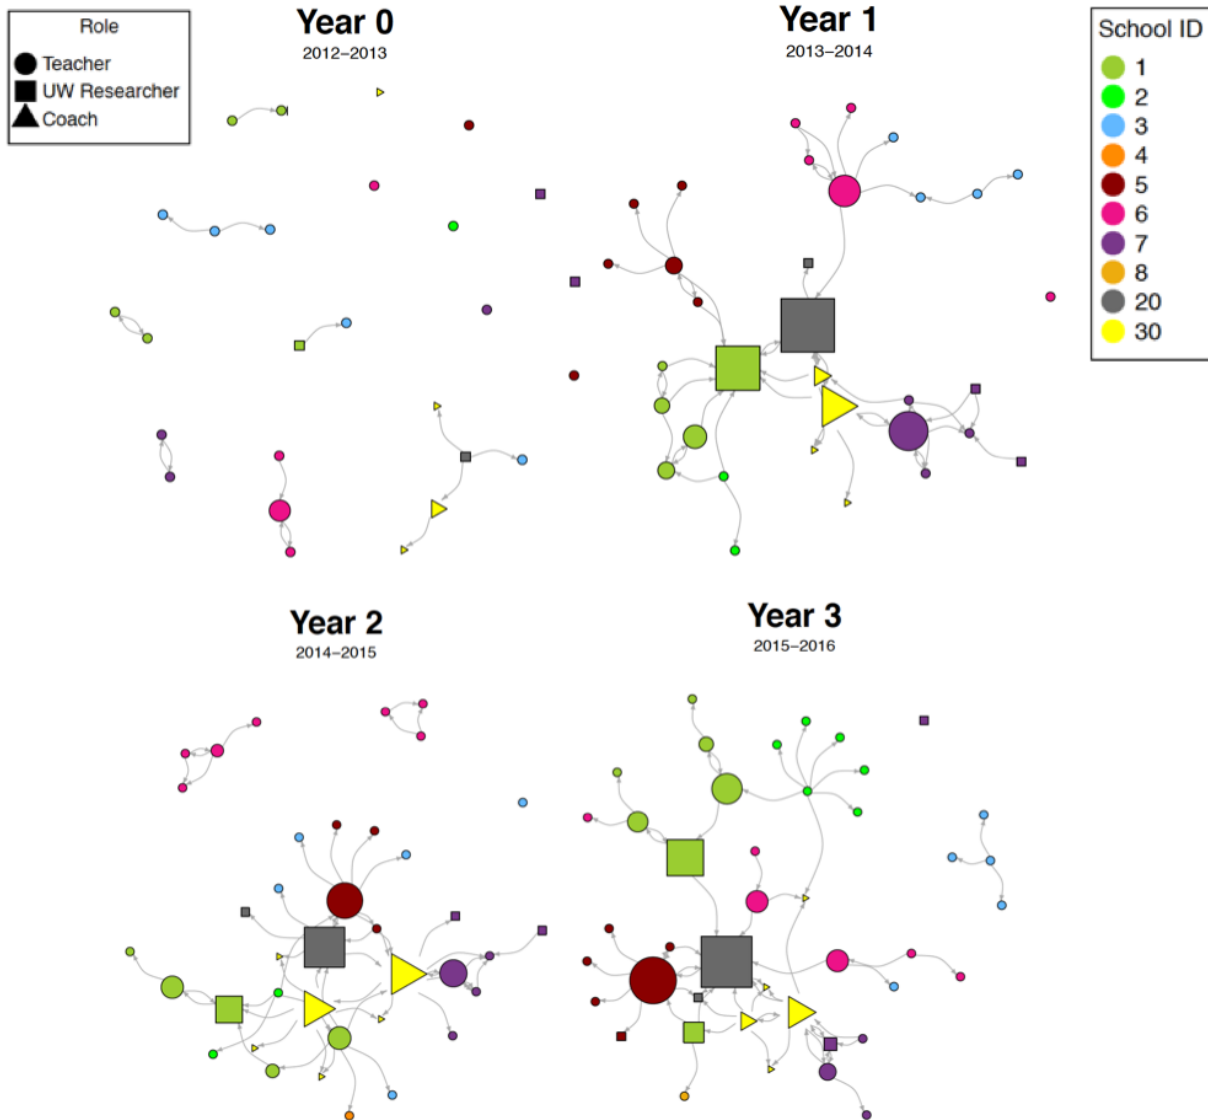 Role
Teacher
UW Researcher
Coach
Year 0
2012–2013
Year 1
2013–2014
School ID
1
2
3
4
5
6
7
8
20
30
Year 2
2014–2015
Year 3
2015–2016